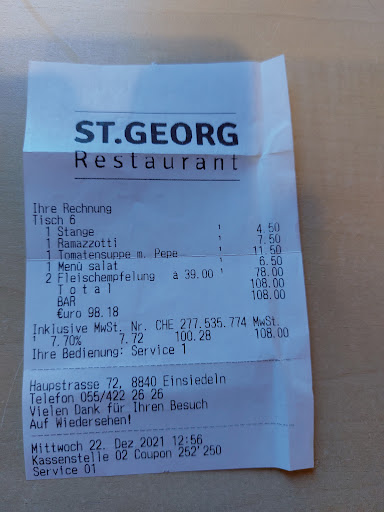 ST.GEORG
Restaurant
Ihre Rechnung
Tisch 6
1 Stange ' 4.50
1 Ramazzotti ' 7.50
1 Tomatensuppe m. Pepe 11.50
1 Menü salat ' 6.50
2 Fleischempfelung à 39.00 ' 78.00
Total 108.00
BAR 108.00
€uro 98.18
Inklusive MwSt. Nr. CHE 277.535.774 MwSt.
' 7.70% 7.72 100.28 108.00
Ihre Bedienung: Service 1
Haupstrasse 72, 8840 Einsiedeln
Telefon 055/422 26 26
Vielen Dank für Ihren Besuch
Auf Wiedersehen!
Mittwoch 22. Dez 2021 12:56
Kassenstelle 02 Coupon 252'250
Service 01